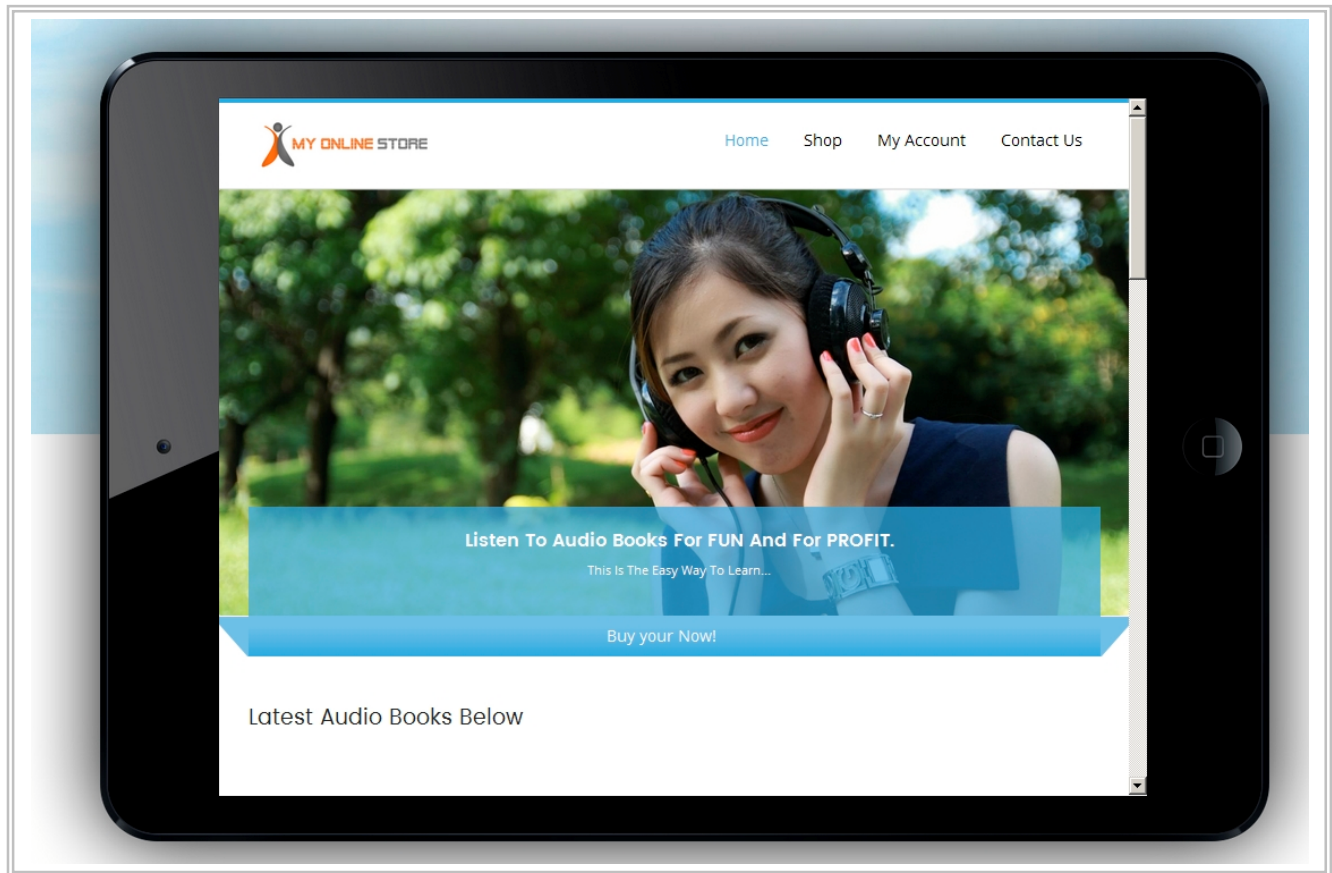 MY ONLINE STORE
Home Shop My Account Contact Us
Listen To Audio Books For FUN And For PROFIT.
This Is The Easy Way To Learn...
Buy your Now!
Latest Audio Books Below